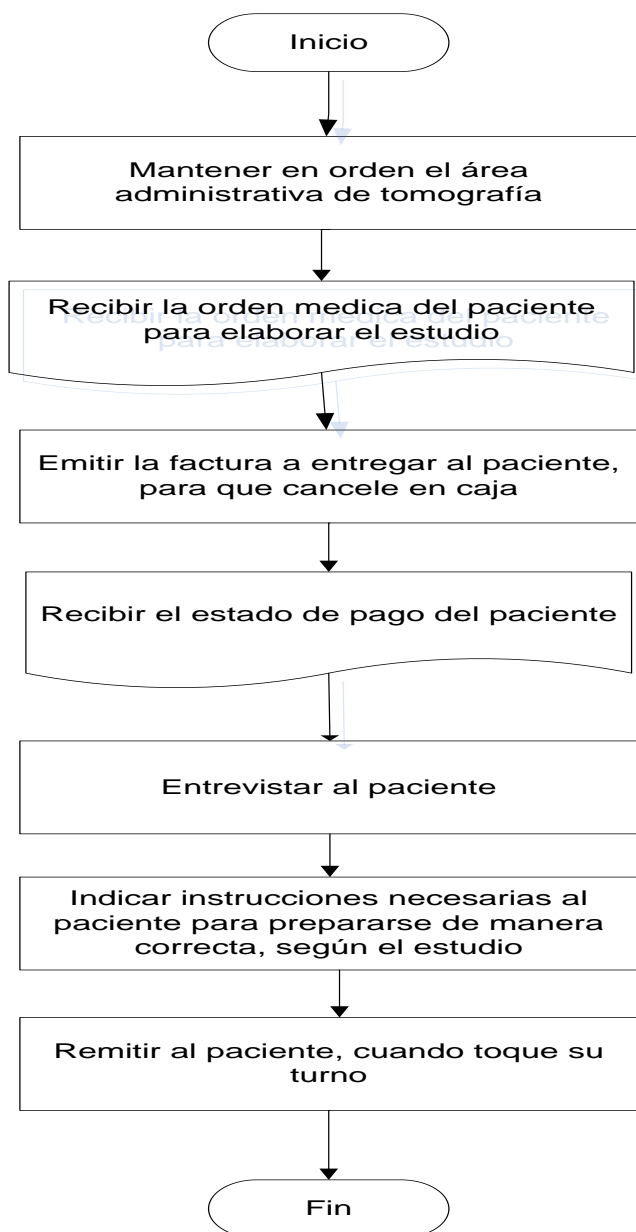 Inicio
Mantener en orden el área
administrativa de tomografía
Recibir la orden medica del paciente
para elaborar el estudio
Emitir la factura a entregar al paciente,
para que cancele en caja
Recibir el estado de pago del paciente
Entrevistar al paciente
Indicar instrucciones necesarias al
paciente para prepararse de manera
correcta, según el estudio
Remitir al paciente, cuando toque su
turno
Fin